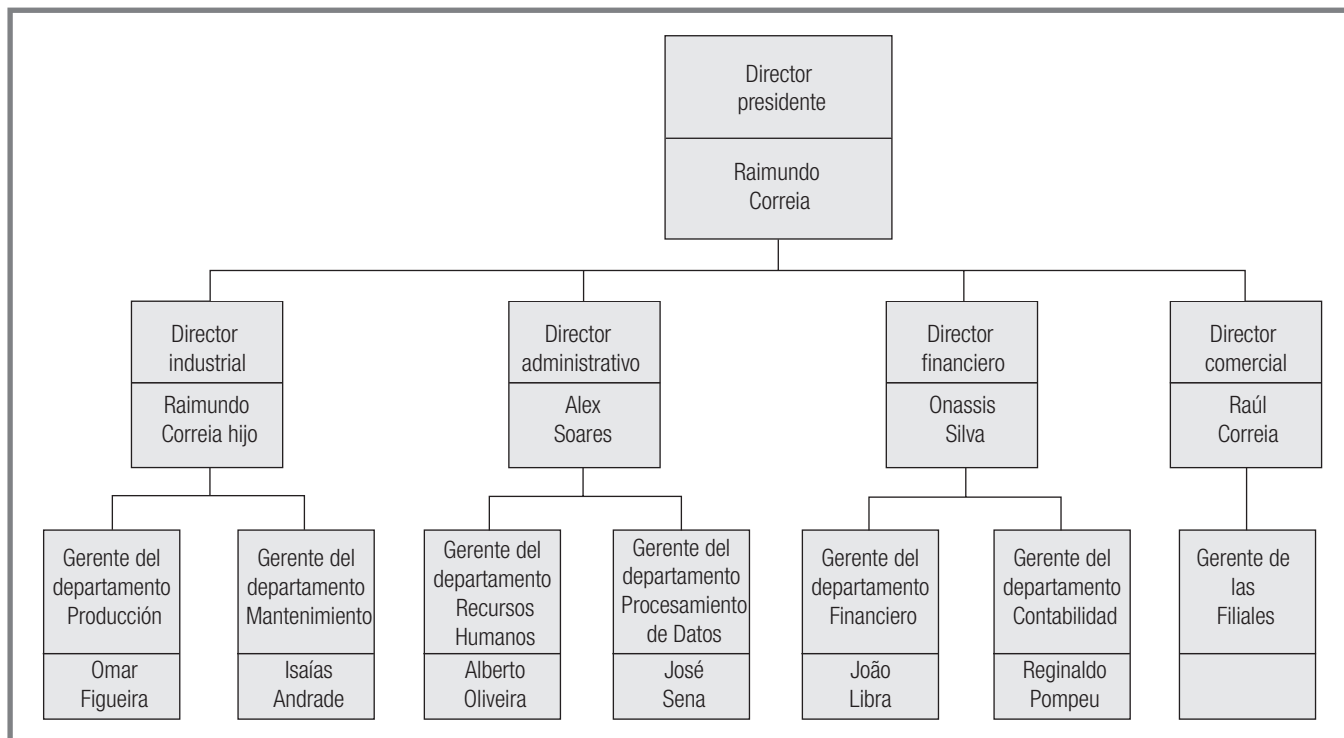 Director
presidente
Raimundo
Correia
Director
industrial
Raimundo
Correia hijo
Director
administrativo
Alex
Soares
Director
financiero
Onassis
Silva
Director
comercial
Raúl
Correia
Gerente del
departamento
Producción
Omar
Figueira
Gerente del
departamento
Mantenimiento
Isaías
Andrade
Gerente del
departamento
Recursos
Humanos
Alberto
Oliveira
Gerente del
departamento
Procesamiento
de Datos
José
Sena
Gerente del
departamento
Financiero
João
Libra
Gerente del
departamento
Contabilidad
Reginaldo
Pompeu
Gerente de
las
Filiales